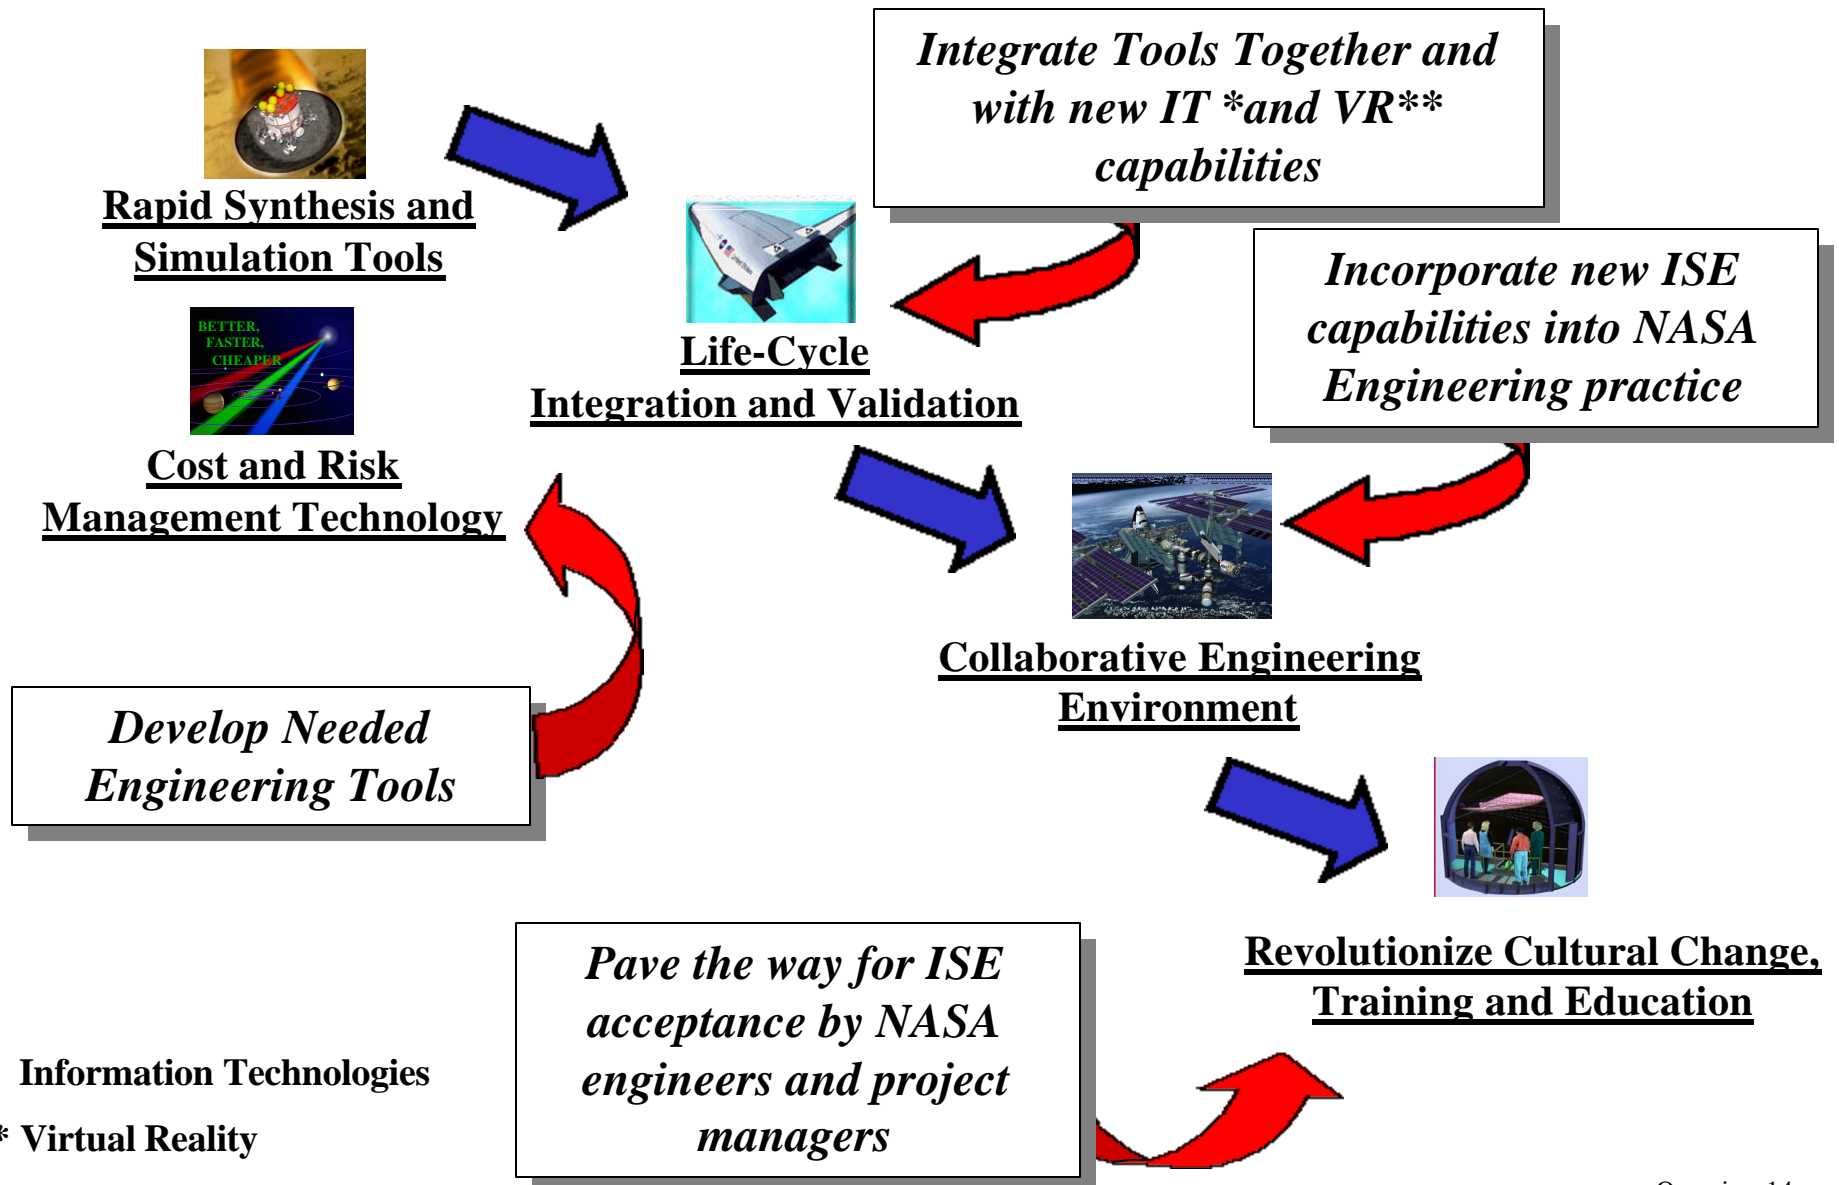 Integrate Tools Together and
with new IT *and VR**
capabilities
Rapid Synthesis and
Simulation Tools
United States
Incorporate new ISE
capabilities into NASA
Engineering practice
BETTER,
FASTER,
CHEAPER
Life-Cycle
Integration and Validation
Cost and Risk
Management Technology
Collaborative Engineering
Environment
Develop Needed
Engineering Tools
Pave the way for ISE
acceptance by NASA
engineers and project
managers
Revolutionize Cultural Change,
Training and Education
Information Technologies
* Virtual Reality